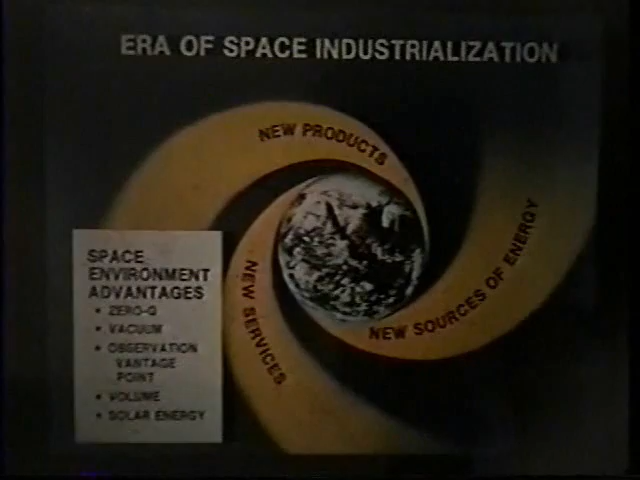 ERA OF SPACE INDUSTRIALIZATION
NEW PRODUCTS
NEW SERVICES
NEW SOURCES OF ENERGY
SPACE
ENVIRONMENT
ADVANTAGES
• ZERO-G
• VACUUM
• OBSERVATION
VANTAGE
POINT
• VOLUME
• SOLAR ENERGY